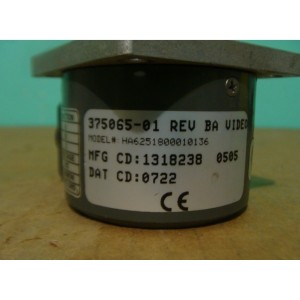 375065-01 REV BA VIDEO
MODEL# HA6251800010136
MFG CD:1318238 0505
DAT CD:0722
CE